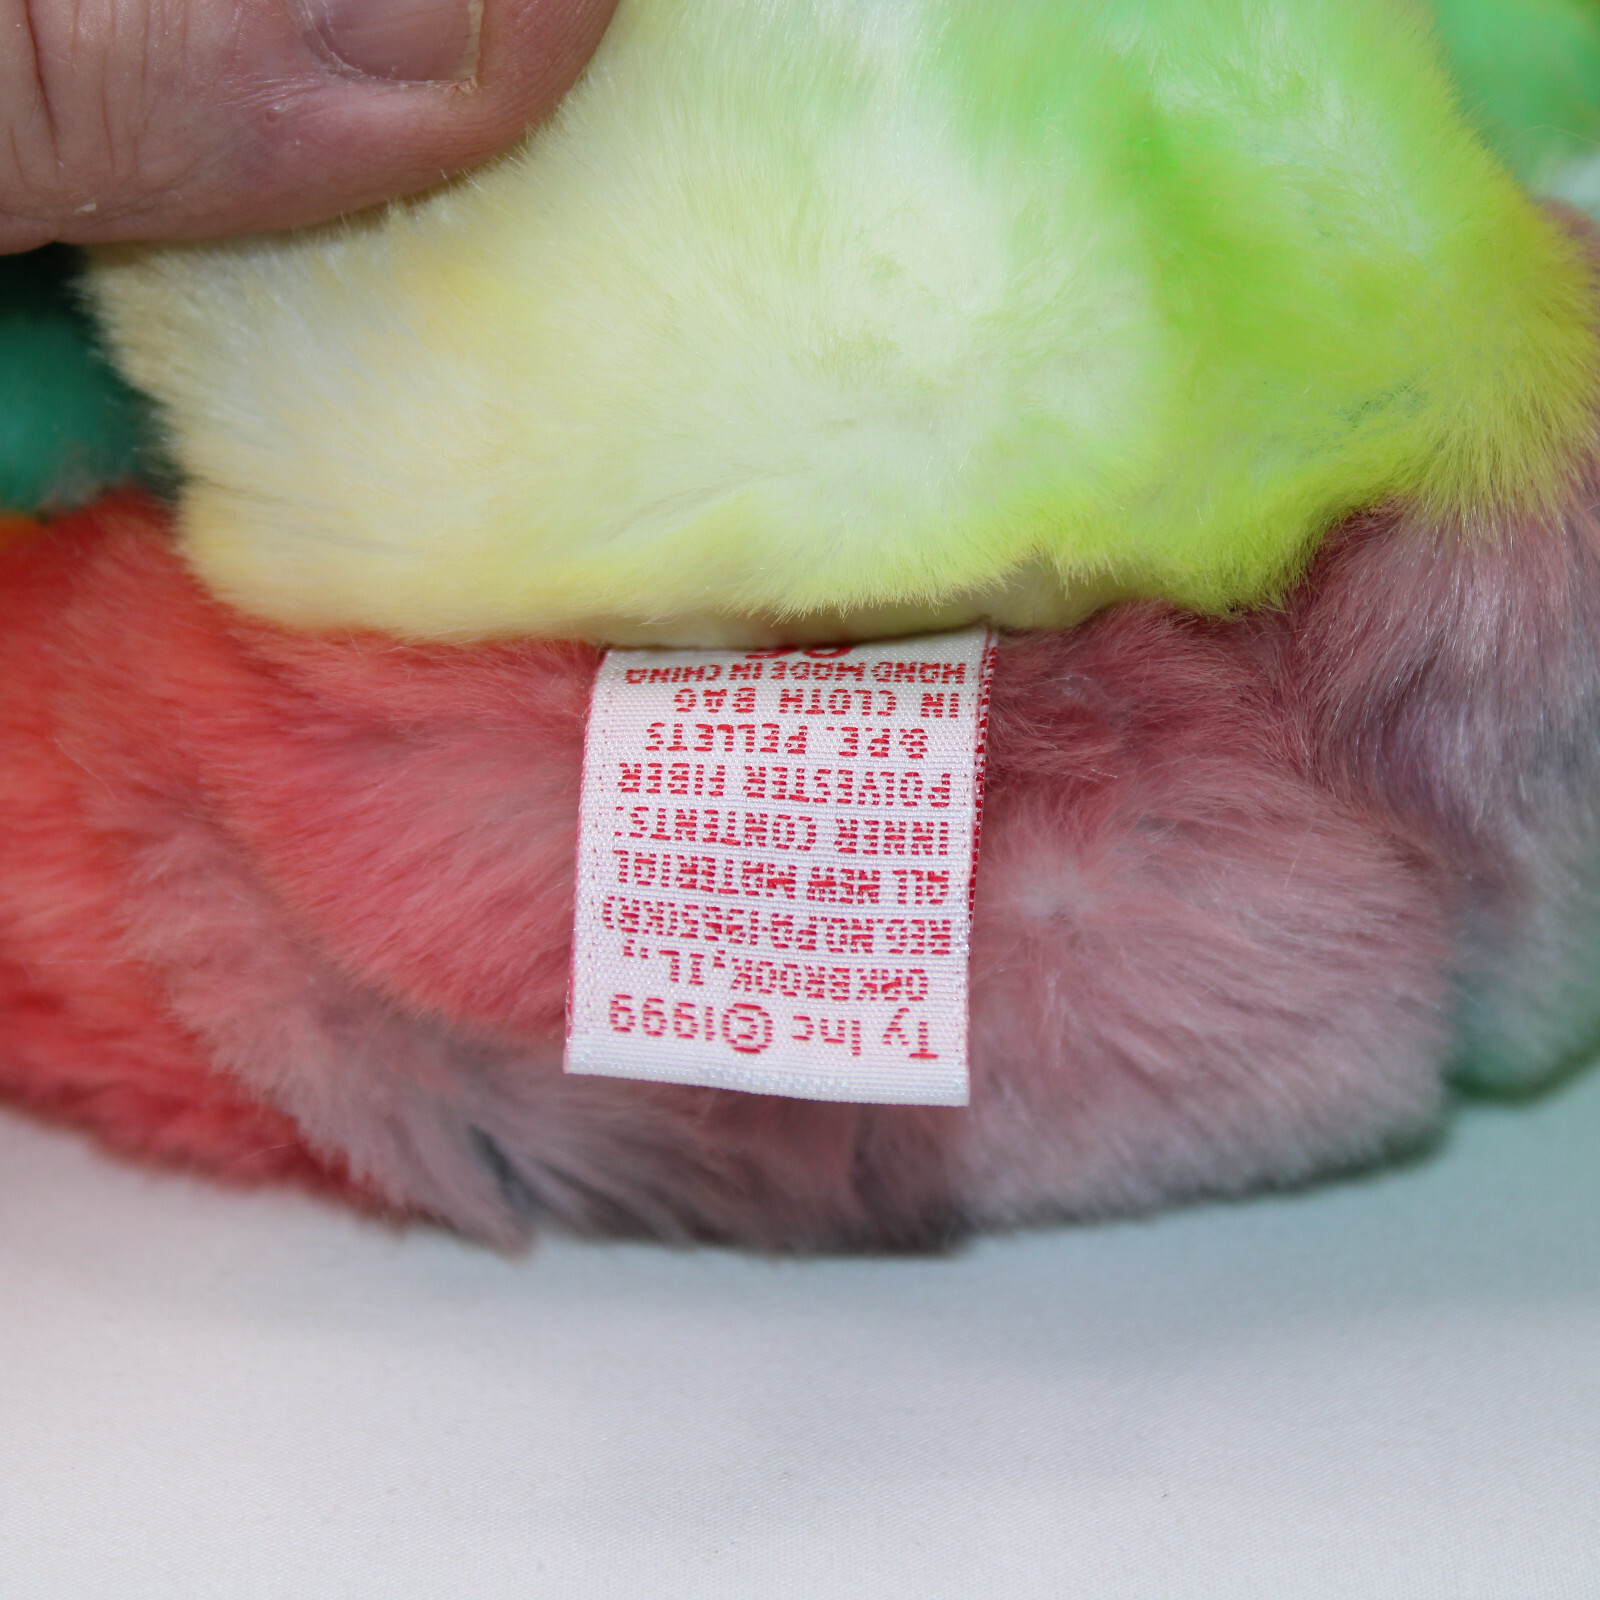 Ty Inc ©1999
OAKBROOK, IL.,,
REG.NO.PA-1965(KR)
ALL NEW MATERIAL
INNER CONTENTS:
POLYESTER FIBER
& P.E. PELLETS
IN CLOTH BAG
HAND MADE IN CHINA